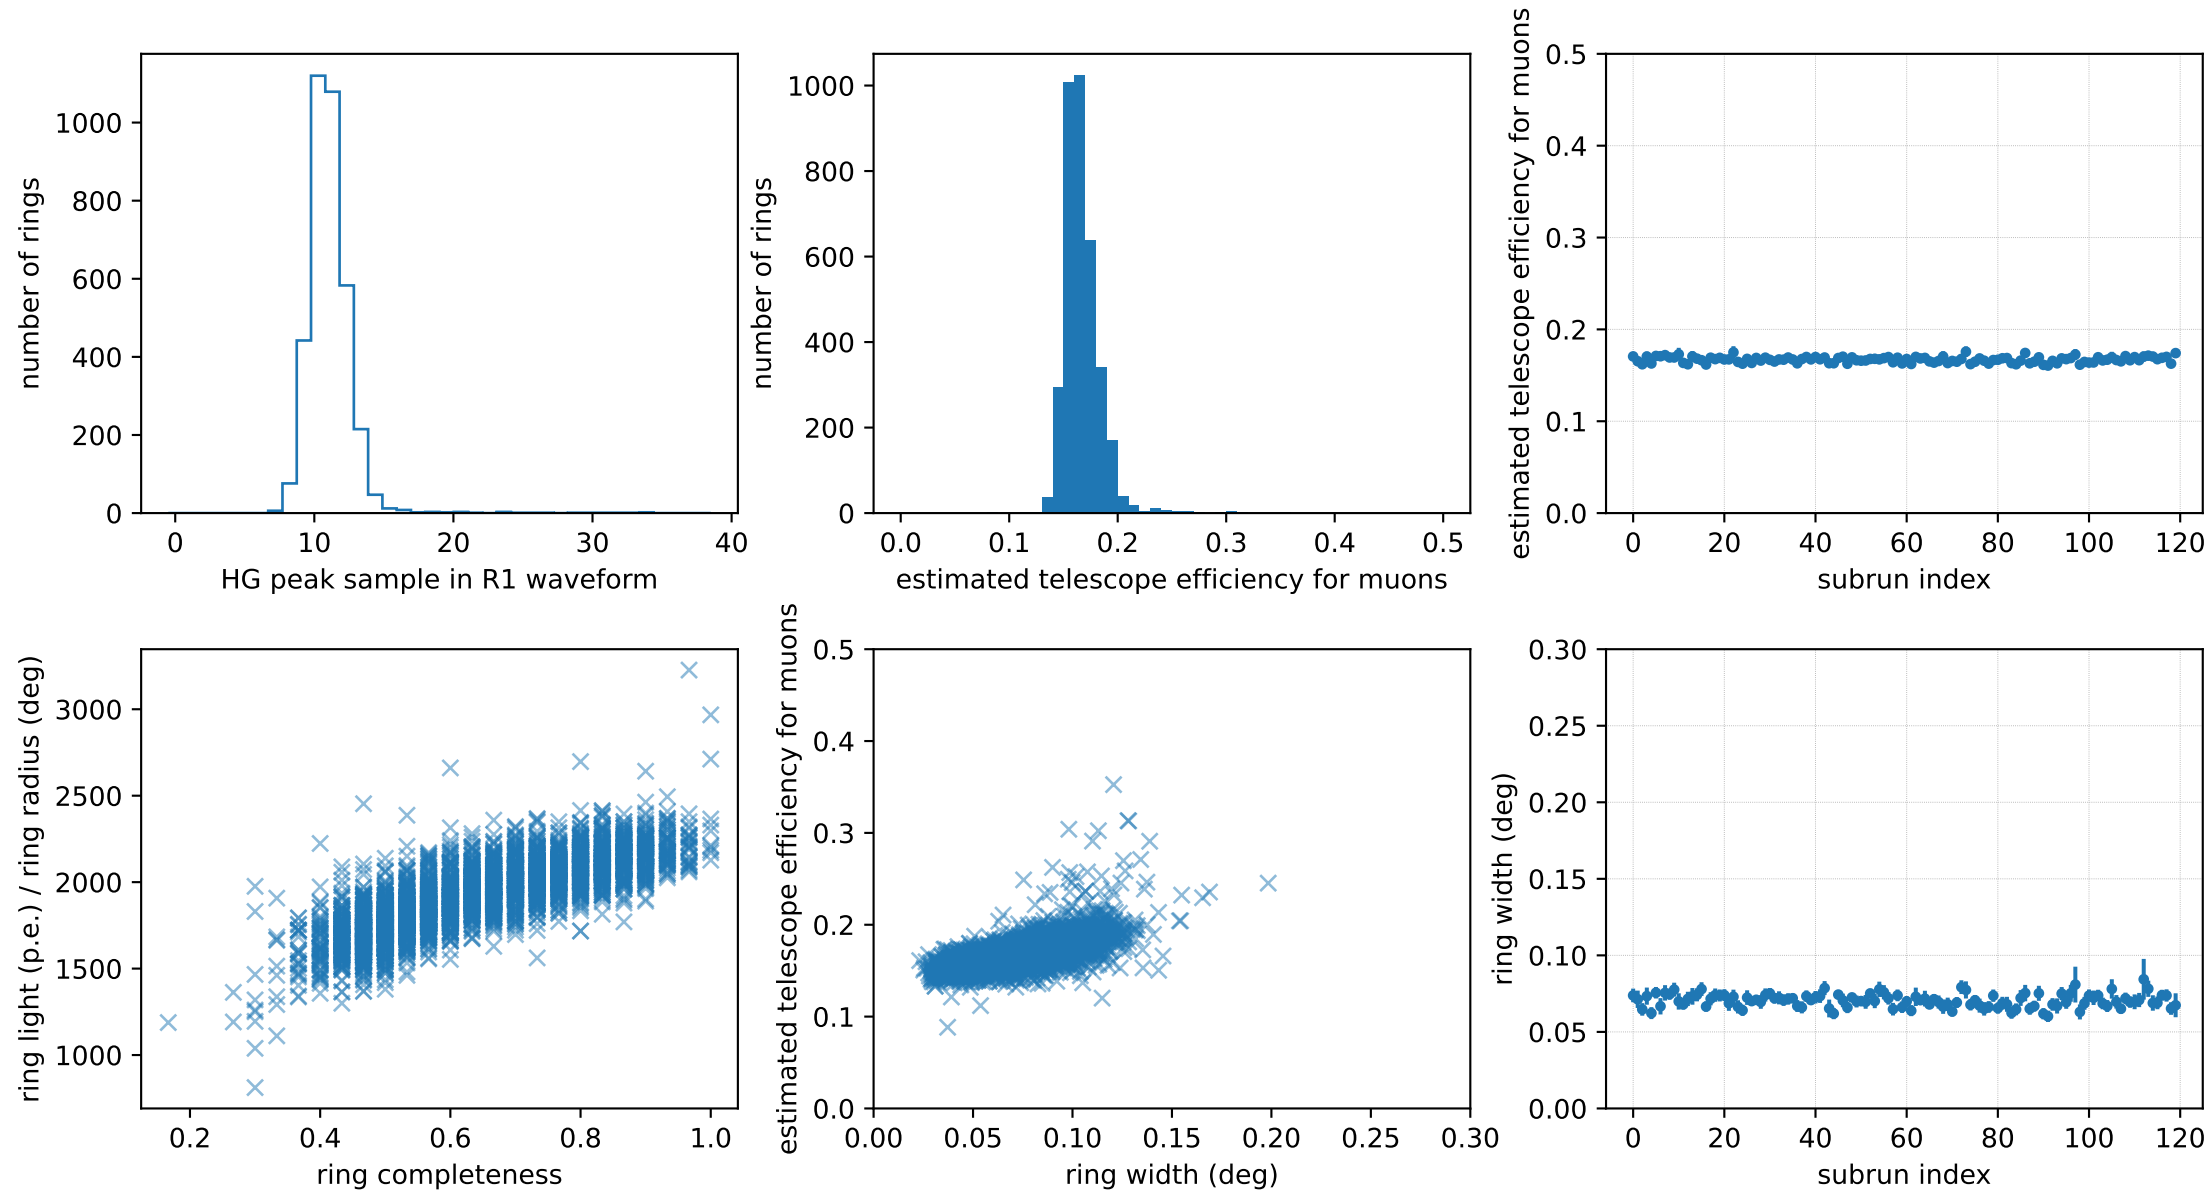 number of rings
1000
800
600
400
200
0
0 10 20 30 40
HG peak sample in R1 waveform
number of rings
1000
800
600
400
200
0
0.0 0.1 0.2 0.3 0.4 0.5
estimated telescope efficiency for muons
estimated telescope efficiency for muons
0.5
0.4
0.3
0.2
0.1
0.0
0 20 40 60 80 100 120
subrun index
ring light (p.e.) / ring radius (deg)
3000
2500
2000
1500
1000
0.2 0.4 0.6 0.8 1.0
ring completeness
estimated telescope efficiency for muons
0.5
0.4
0.3
0.2
0.1
0.0
0.00 0.05 0.10 0.15 0.20 0.25 0.30
ring width (deg)
ring width (deg)
0.30
0.25
0.20
0.15
0.10
0.05
0.00
0 20 40 60 80 100 120
subrun index